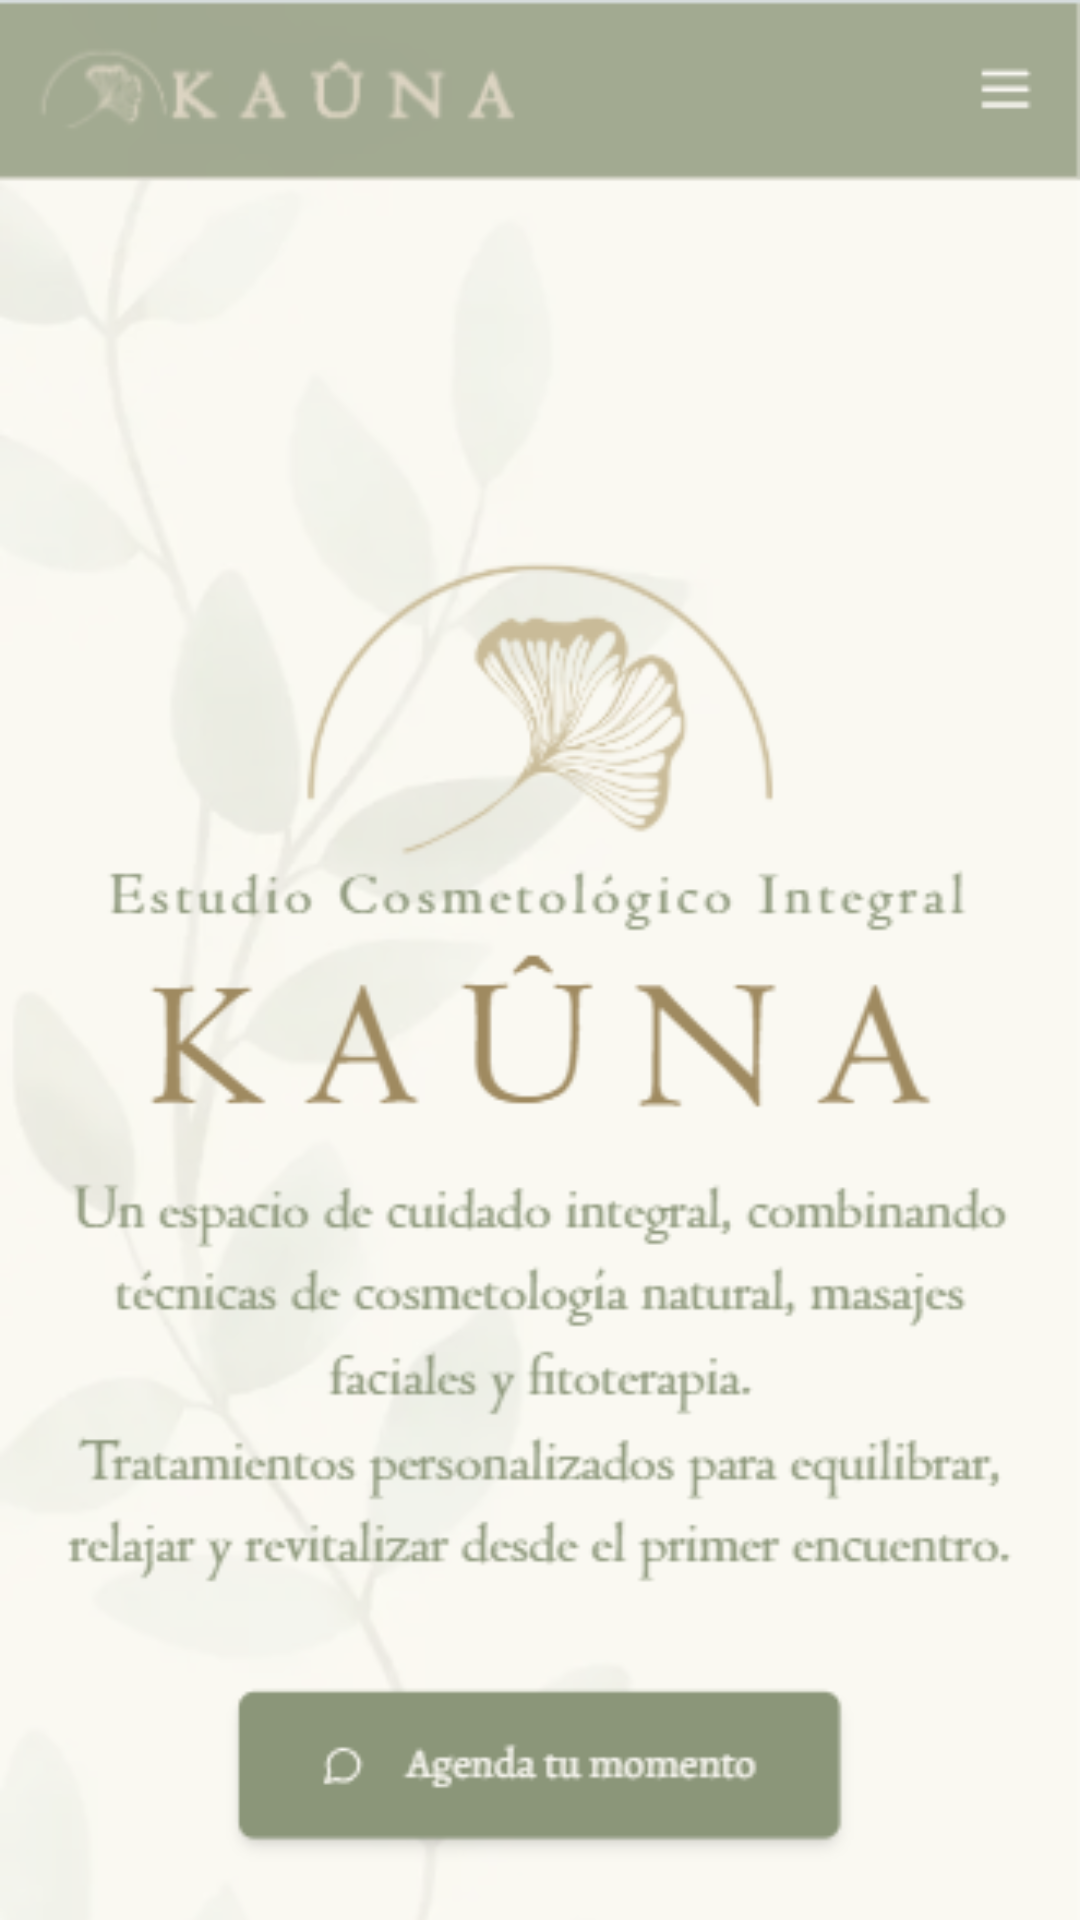 KAÛNA
Estudio Cosmetológico Integral
KAÛNA
Un espacio de cuidado integral, combinando
técnicas de cosmetología natural, masajes
faciales y fitoterapia.
Tratamientos personalizados para equilibrar,
relajar y revitalizar desde el primer encuentro.
Agenda tu momento